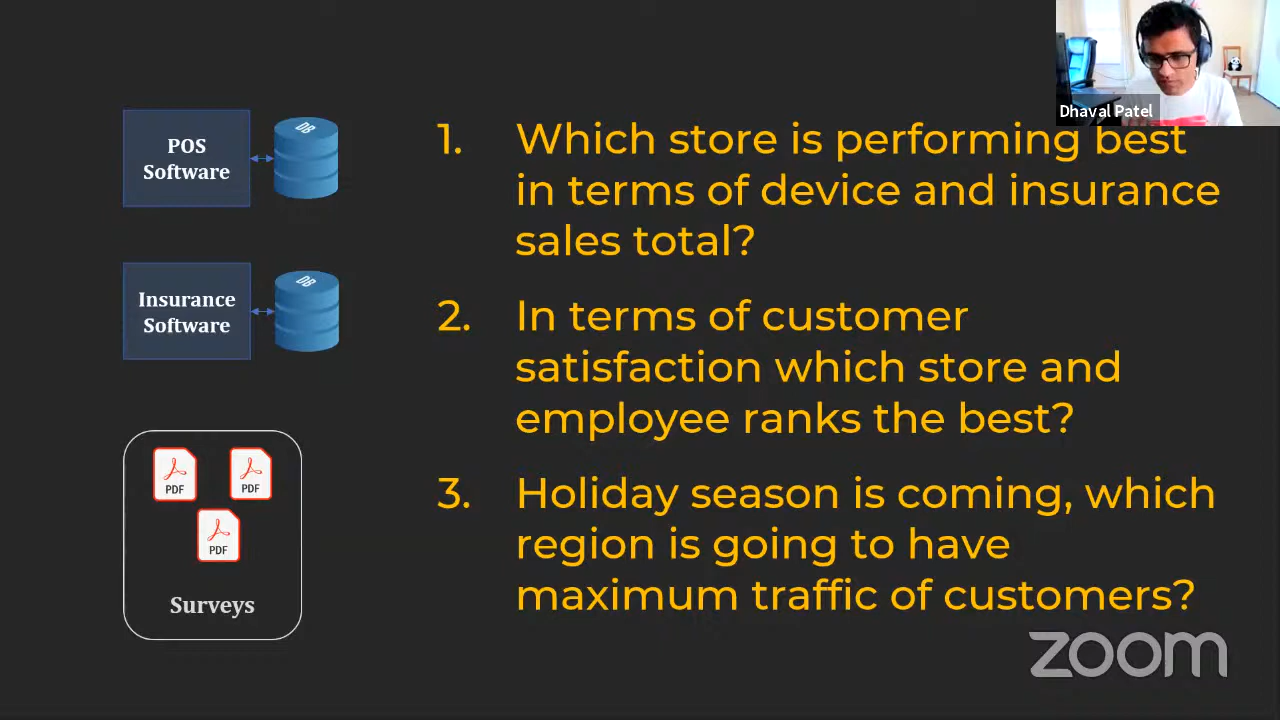 Dhaval Patel
POS
Software
DB
Insurance
Software
DB
PDF
PDF
PDF
Surveys
1. Which store is performing best
in terms of device and insurance
sales total?
2. In terms of customer
satisfaction which store and
employee ranks the best?
3. Holiday season is coming, which
region is going to have
maximum traffic of customers?
zoom